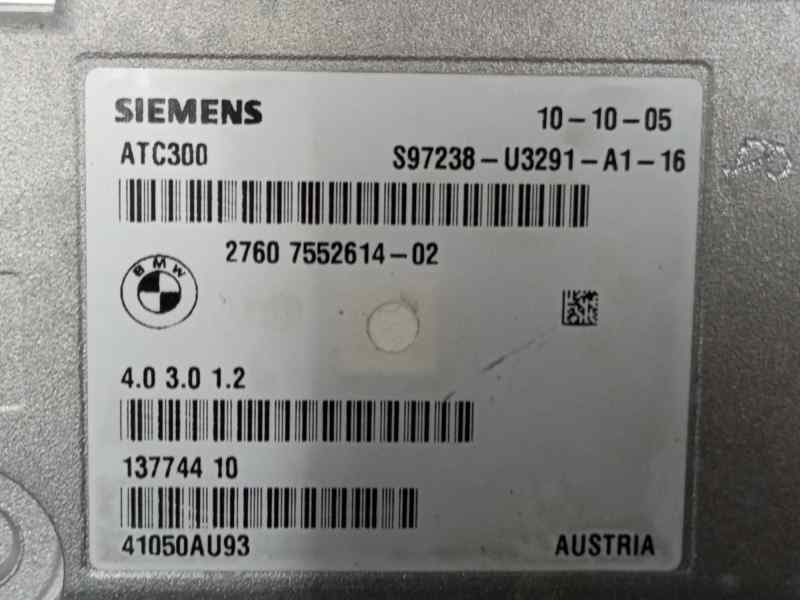 SIEMENS 10-10-05
ATC300 S97238-U3291-A1-16
2760 7552614-02
BMW
4.0 3.0 1.2
137744 10
41050AU93 AUSTRIA